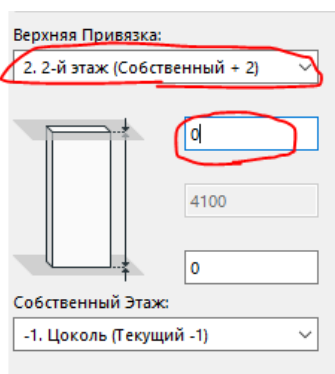 Верхняя Привязка:
2. 2-й этаж (Собственный + 2)
0
4100
0
Собственный Этаж:
-1. Цоколь (Текущий -1)